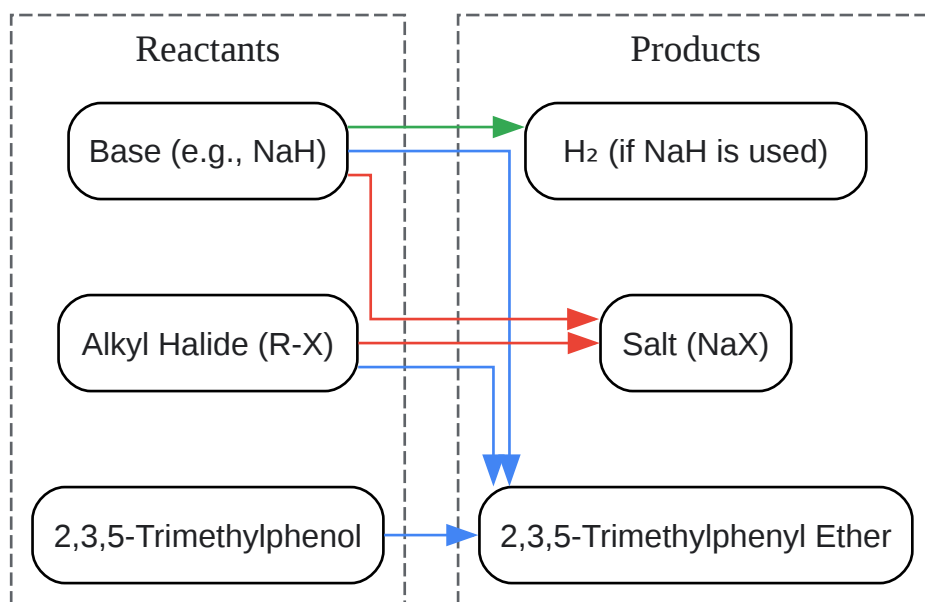 Reactants
Products
Base (e.g., NaH)
H₂ (if NaH is used)
Alkyl Halide (R-X)
Salt (NaX)
2,3,5-Trimethylphenol
2,3,5-Trimethylphenyl Ether